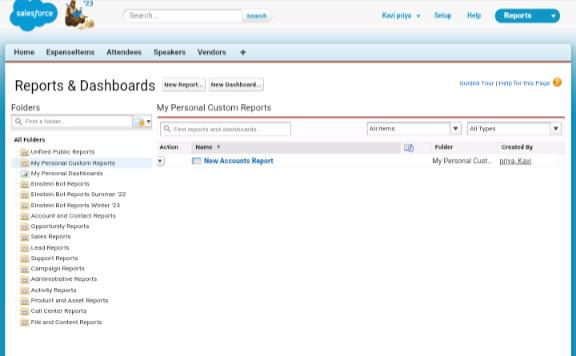 salesforce
'23
Search...
Search
Kavi priya
Setup
Help
Reports
Home
ExpenseItems
Attendees
Speakers
Vendors
+
Reports & Dashboards
New Report...
New Dashboard...
Guided Tour | Help for this Page
Folders
Find a folder...
All Folders
Unfiled Public Reports
My Personal Custom Reports
My Personal Dashboards
Einstein Bot Reports
Einstein Bot Reports Summer '22
Einstein Bot Reports Winter '23
Account and Contact Reports
Opportunity Reports
Sales Reports
Lead Reports
Support Reports
Campaign Reports
Administrative Reports
Activity Reports
Product and Asset Reports
Call Center Reports
File and Content Reports
My Personal Custom Reports
Find reports and dashboards...
All Items
All Types
Action
Name
Folder
Created By
New Accounts Report
My Personal Cust...
priya, Kavi